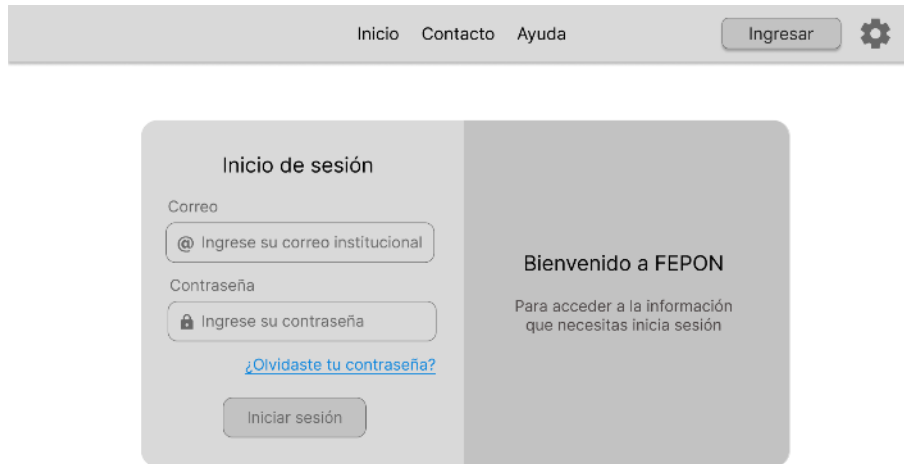 Inicio Contacto Ayuda Ingresar
Inicio de sesión
Correo
@ Ingrese su correo institucional
Contraseña
Ingrese su contraseña
¿Olvidaste tu contraseña?
Iniciar sesión
Bienvenido a FEPON
Para acceder a la información
que necesitas inicia sesión